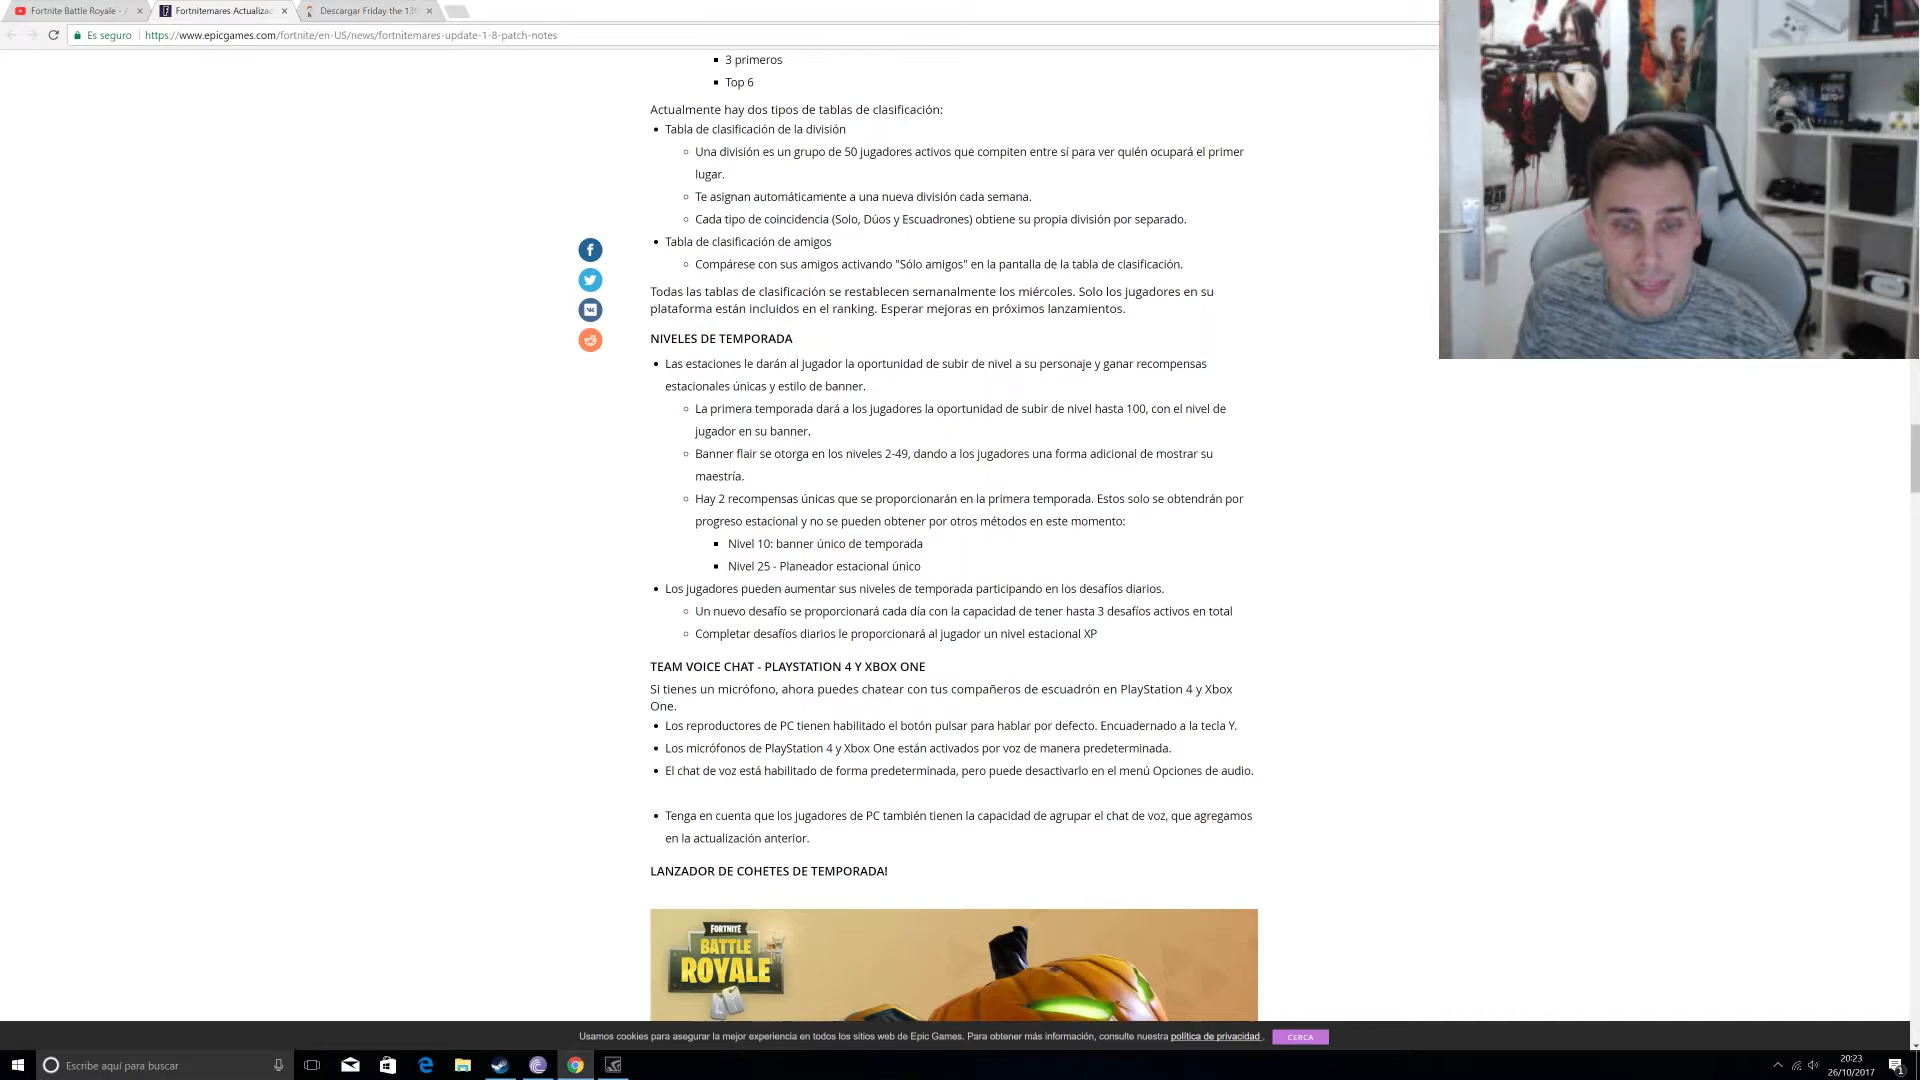 Fortnite Battle Royale -
Fortnitemares Actualizac
Descargar Friday the 13t
Es seguro
https://www.epicgames.com/fortnite/en-US/news/fortnitemares-update-1-8-patch-notes
3 primeros
Top 6
Actualmente hay dos tipos de tablas de clasificación:
Tabla de clasificación de la división
Una división es un grupo de 50 jugadores activos que compiten entre sí para ver quién ocupará el primer
lugar.
Te asignan automáticamente a una nueva división cada semana.
Cada tipo de coincidencia (Solo, Dúos y Escuadrones) obtiene su propia división por separado.
Tabla de clasificación de amigos
Compárese con sus amigos activando "Sólo amigos" en la pantalla de la tabla de clasificación.
Todas las tablas de clasificación se restablecen semanalmente los miércoles. Solo los jugadores en su
plataforma están incluidos en el ranking. Esperar mejoras en próximos lanzamientos.
NIVELES DE TEMPORADA
Las estaciones le darán al jugador la oportunidad de subir de nivel a su personaje y ganar recompensas
estacionales únicas y estilo de banner.
La primera temporada dará a los jugadores la oportunidad de subir de nivel hasta 100, con el nivel de
jugador en su banner.
Banner flair se otorga en los niveles 2-49, dando a los jugadores una forma adicional de mostrar su
maestría.
Hay 2 recompensas únicas que se proporcionarán en la primera temporada. Estos solo se obtendrán por
progreso estacional y no se pueden obtener por otros métodos en este momento:
Nivel 10: banner único de temporada
Nivel 25 - Planeador estacional único
Los jugadores pueden aumentar sus niveles de temporada participando en los desafíos diarios.
Un nuevo desafío se proporcionará cada día con la capacidad de tener hasta 3 desafíos activos en total
Completar desafíos diarios le proporcionará al jugador un nivel estacional XP
TEAM VOICE CHAT - PLAYSTATION 4 Y XBOX ONE
Si tienes un micrófono, ahora puedes chatear con tus compañeros de escuadrón en PlayStation 4 y Xbox
One.
Los reproductores de PC tienen habilitado el botón pulsar para hablar por defecto. Encuadernado a la tecla Y.
Los micrófonos de PlayStation 4 y Xbox One están activados por voz de manera predeterminada.
El chat de voz está habilitado de forma predeterminada, pero puede desactivarlo en el menú Opciones de audio.
Tenga en cuenta que los jugadores de PC también tienen la capacidad de agrupar el chat de voz, que agregamos
en la actualización anterior.
LANZADOR DE COHETES DE TEMPORADA!
FORTNITE
BATTLE
ROYALE
Usamos cookies para asegurar la mejor experiencia en todos los sitios web de Epic Games. Para obtener más información, consulte nuestra política de privacidad .
CERCA
Escribe aquí para buscar
20:23
26/10/2017